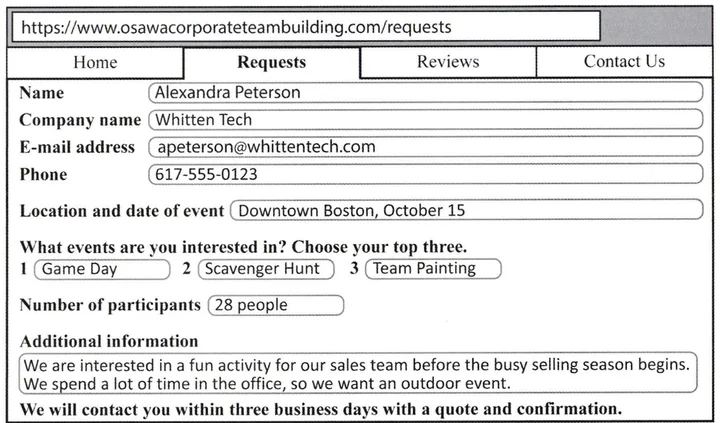 https://www.osawacorporateteambuilding.com/requests
Home Requests Reviews Contact Us
Name Alexandra Peterson
Company name Whitten Tech
E-mail address apeterson@whittentech.com
Phone 617-555-0123
Location and date of event Downtown Boston, October 15
What events are you interested in? Choose your top three.
1 Game Day 2 Scavenger Hunt 3 Team Painting
Number of participants 28 people
Additional information
We are interested in a fun activity for our sales team before the busy selling season begins.
We spend a lot of time in the office, so we want an outdoor event.
We will contact you within three business days with a quote and confirmation.